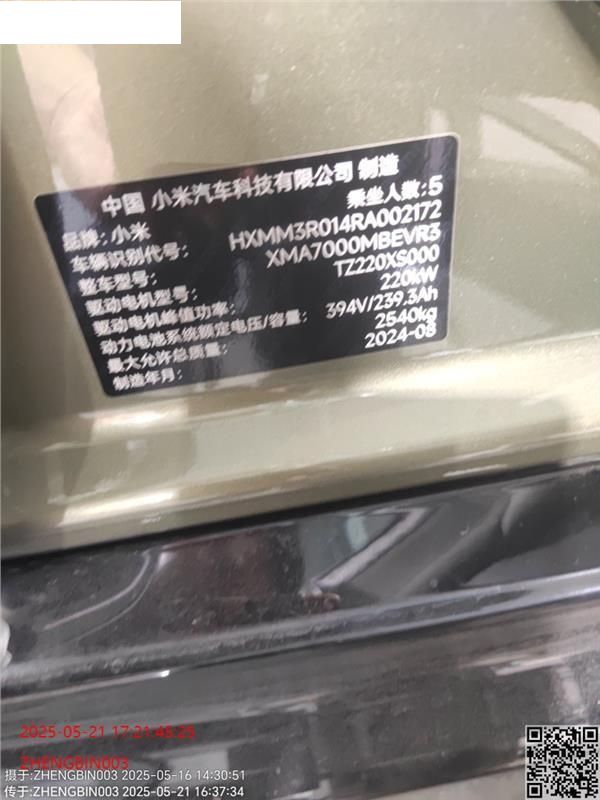 中国 小米汽车科技有限公司 制造
品牌：小米 乘坐人数：5
车辆识别代号： HXMM3R014RA002172
整车型号： XMA7000MBEVR3
驱动电机型号： TZ220XS000
驱动电机峰值功率： 220kW
动力电池系统额定电压/容量： 394V/239.3Ah
最大允许总质量： 2540kg
制造年月： 2024-08
2025-05-21 17:21:45.25
ZHENGBIN003
摄于:ZHENGBIN003 2025-05-16 14:30:51
传于:ZHENGBIN003 2025-05-21 16:37:34